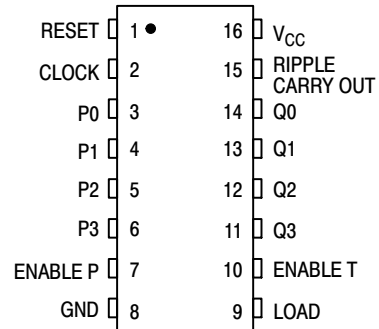 RESET 1 16 VCC
CLOCK 2 15 RIPPLE
CARRY OUT
P0 3 14 Q0
P1 4 13 Q1
P2 5 12 Q2
P3 6 11 Q3
ENABLE P 7 10 ENABLE T
GND 8 9 LOAD